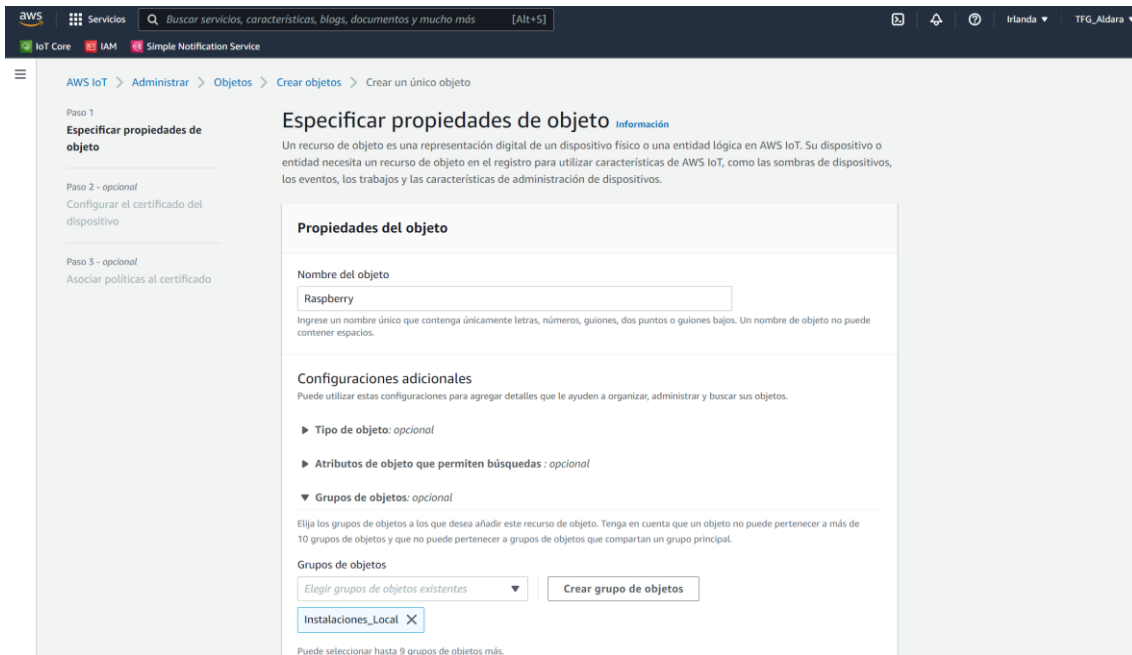 aws
Servicios
Buscar servicios, características, blogs, documentos y mucho más
[Alt+S]
Irlanda ▼
TFG_Aldara ▼
IoT Core
IAM
Simple Notification Service
AWS IoT > Administrar > Objetos > Crear objetos > Crear un único objeto
Paso 1
Especificar propiedades de
objeto
Paso 2 - opcional
Configurar el certificado del
dispositivo
Paso 3 - opcional
Asociar políticas al certificado
Especificar propiedades de objeto Información
Un recurso de objeto es una representación digital de un dispositivo físico o una entidad lógica en AWS IoT. Su dispositivo o
entidad necesita un recurso de objeto en el registro para utilizar características de AWS IoT, como las sombras de dispositivos,
los eventos, los trabajos y las características de administración de dispositivos.
Propiedades del objeto
Nombre del objeto
Raspberry
Ingrese un nombre único que contenga únicamente letras, números, guiones, dos puntos o guiones bajos. Un nombre de objeto no puede
contener espacios.
Configuraciones adicionales
Puede utilizar estas configuraciones para agregar detalles que le ayuden a organizar, administrar y buscar sus objetos.
▶ Tipo de objeto: opcional
▶ Atributos de objeto que permiten búsquedas : opcional
▼ Grupos de objetos: opcional
Elija los grupos de objetos a los que desea añadir este recurso de objeto. Tenga en cuenta que un objeto no puede pertenecer a más de
10 grupos de objetos y que no puede pertenecer a grupos de objetos que compartan un grupo principal.
Grupos de objetos
Elegir grupos de objetos existentes ▼
Crear grupo de objetos
Instalaciones_Local
Puede seleccionar hasta 9 grupos de objetos más.